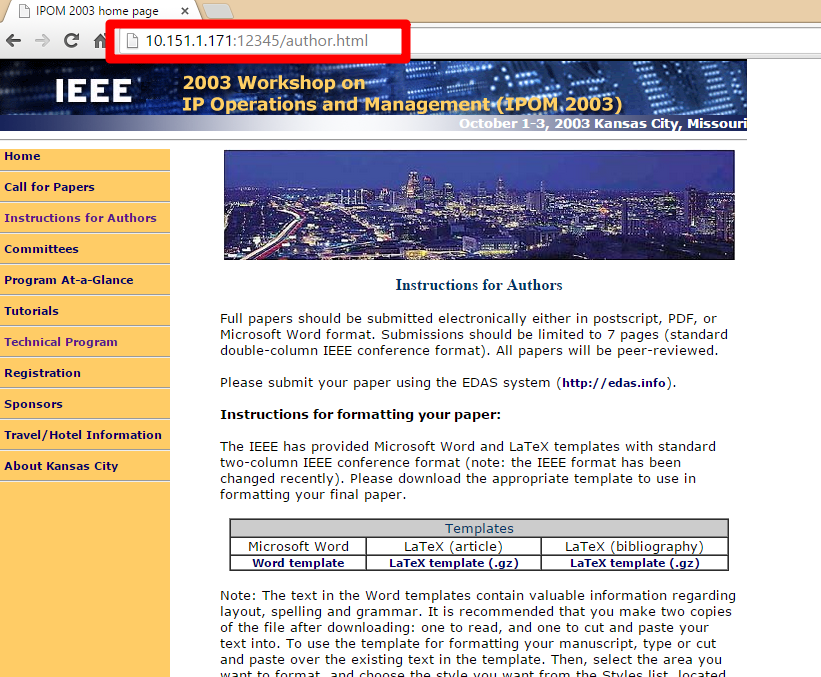 IPOM 2003 home page
10.151.1.171:12345/author.html
IEEE
2003 Workshop on
IP Operations and Management (IPOM 2003)
October 1-3, 2003 Kansas City, Missouri
Home
Call for Papers
Instructions for Authors
Committees
Program At-a-Glance
Tutorials
Technical Program
Registration
Sponsors
Travel/Hotel Information
About Kansas City
Instructions for Authors
Full papers should be submitted electronically either in postscript, PDF, or
Microsoft Word format. Submissions should be limited to 7 pages (standard
double-column IEEE conference format). All papers will be peer-reviewed.
Please submit your paper using the EDAS system (http://edas.info).
Instructions for formatting your paper:
The IEEE has provided Microsoft Word and LaTeX templates with standard
two-column IEEE conference format (note: the IEEE format has been
changed recently). Please download the appropriate template to use in
formatting your final paper.
Templates
Microsoft Word LaTeX (article) LaTeX (bibliography)
Word template LaTeX template (.gz) LaTeX template (.gz)
Note: The text in the Word templates contain valuable information regarding
layout, spelling and grammar. It is recommended that you make two copies
of the file after downloading: one to read, and one to cut and paste your
text into. To use the template for formatting your manuscript, type or cut
and paste over the existing text in the template. Then, select the area you
want to format, and choose the style you want from the Styles list, located